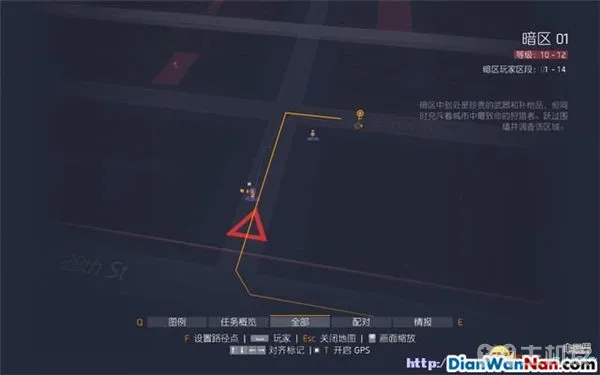 暗区 01
等级: 10 - 12
暗区玩家区段: 01 - 14
暗区中到处是珍贵的武器和补给品，但同
时充斥着城市中最致命的狩猎者。跃过围
墙并调查该区域。
28th St
Q 图例 任务概览 全部 配对 情报 E
F 设置路径点 玩家 Esc 关闭地图 画面缩放
↑ ↓ ← → 对齐标记 T 开启 GPS
http://
DianWanNan.Com